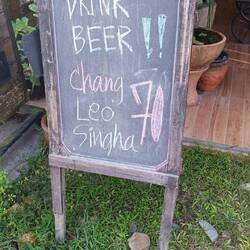 DRINK
BEER !!
Chang
Leo 70
Singha